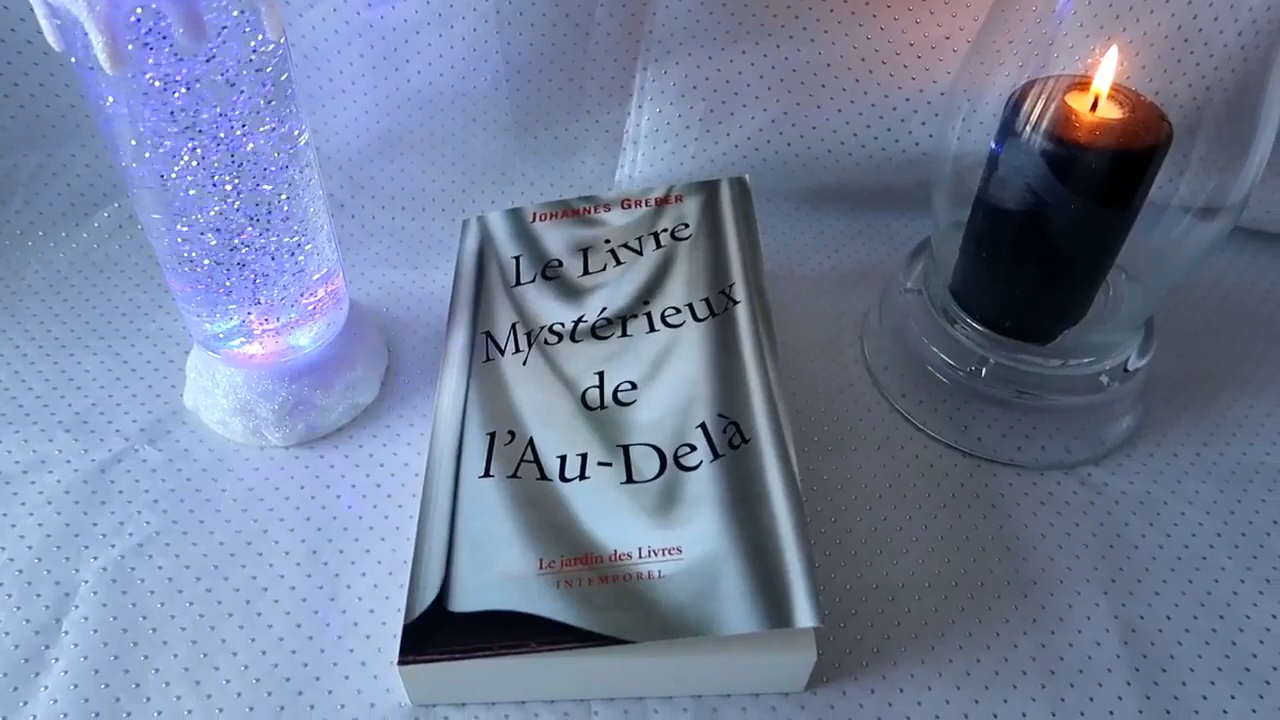 Johannes Greber
Le Livre
Mystérieux
de
l'Au-Delà
Le jardin des Livres
INTEMPOREL